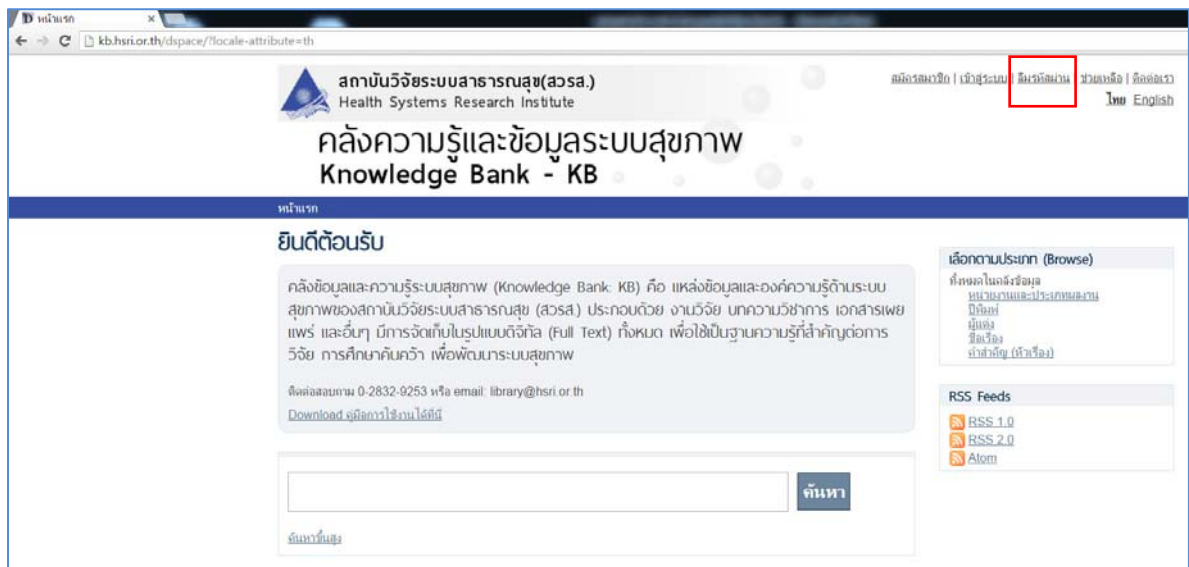 หน้าแรก
kb.hsri.or.th/dspace/?locale-attribute=th
สถาบันวิจัยระบบสาธารณสุข(สวรส.)
Health Systems Research Institute
สมัครสมาชิก | เข้าสู่ระบบ | ลืมรหัสผ่าน | ช่วยเหลือ | ติดต่อเรา
ไทย English
คลังความรู้และข้อมูลระบบสุขภาพ
Knowledge Bank - KB
หน้าแรก
ยินดีต้อนรับ
คลังข้อมูลและความรู้ระบบสุขภาพ (Knowledge Bank: KB) คือ แหล่งข้อมูลและองค์ความรู้ด้านระบบ
สุขภาพของสถาบันวิจัยระบบสาธารณสุข (สวรส.) ประกอบด้วย งานวิจัย บทความวิชาการ เอกสารเผย
แพร่ และอื่นๆ มีการจัดเก็บในรูปแบบดิจิทัล (Full Text) ทั้งหมด เพื่อใช้เป็นฐานความรู้ที่สำคัญต่อการ
วิจัย การศึกษาค้นคว้า เพื่อพัฒนาระบบสุขภาพ
ติดต่อสอบถาม 0-2832-9253 หรือ email: library@hsri.or.th
Download คู่มือการใช้งานได้ที่นี่
ค้นหา
ค้นหาขั้นสูง
เลือกตามประเภท (Browse)
ทั้งหมดในคลังข้อมูล
หน่วยงานและประเภทผลงาน
ปีพิมพ์
ผู้แต่ง
ชื่อเรื่อง
คำสำคัญ (หัวเรื่อง)
RSS Feeds
RSS 1.0
RSS 2.0
Atom